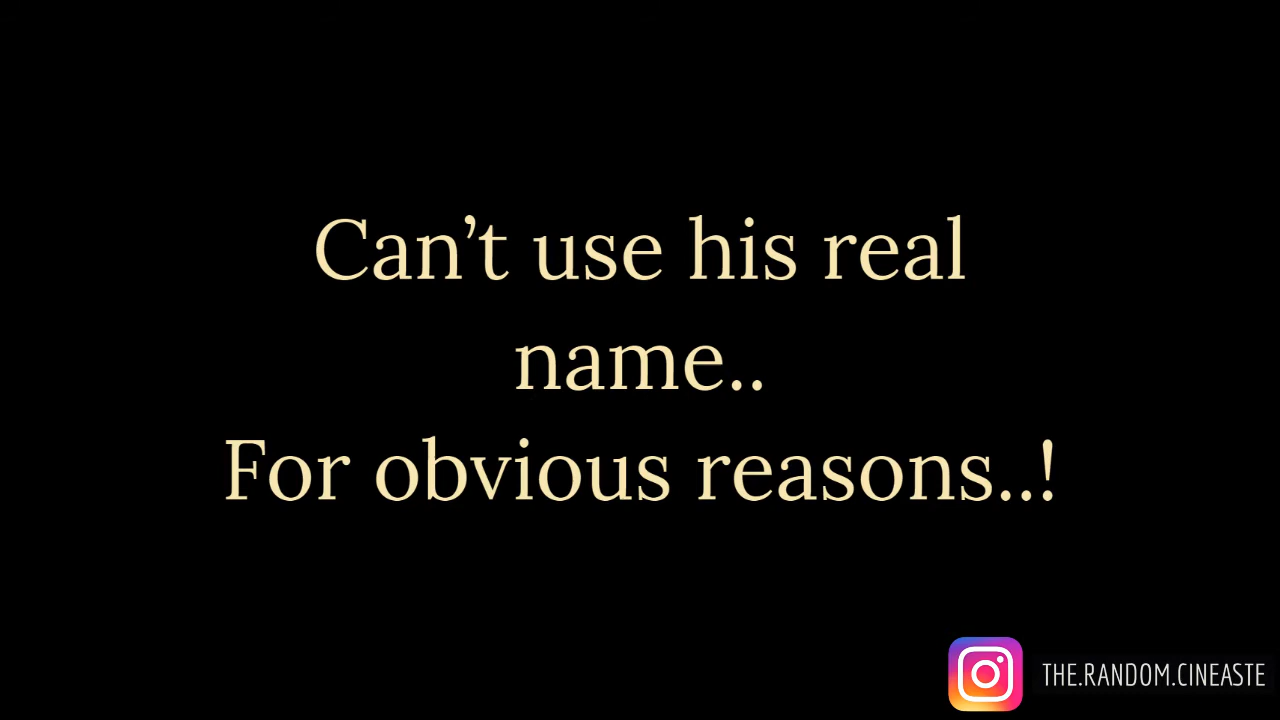 Can’t use his real
name..
For obvious reasons..!
THE.RANDOM.CINEASTE